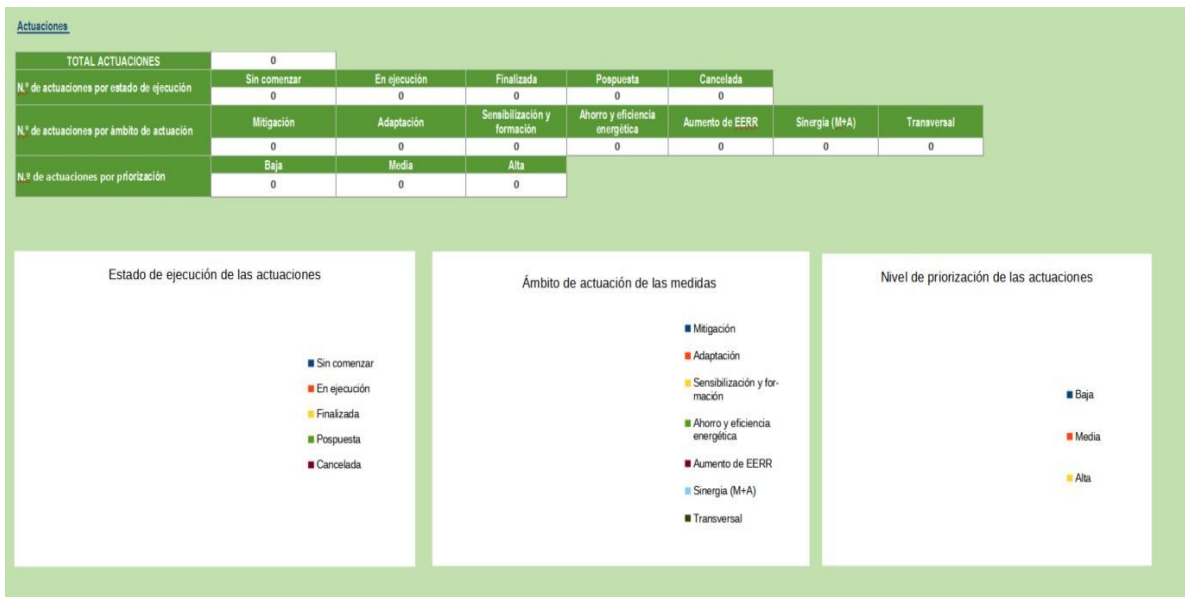 Actuaciones
TOTAL ACTUACIONES 0
N.º de actuaciones por estado de ejecución Sin comenzar En ejecución Finalizada Pospuesta Cancelada
0 0 0 0 0
N.º de actuaciones por ámbito de actuación Mitigación Adaptación Sensibilización y formación Ahorro y eficiencia energética Aumento de EERR Sinergia (M+A) Transversal
0 0 0 0 0 0 0
N.º de actuaciones por priorización Baja Media Alta
0 0 0
Estado de ejecución de las actuaciones
Sin comenzar
En ejecución
Finalizada
Pospuesta
Cancelada
Ámbito de actuación de las medidas
Mitigación
Adaptación
Sensibilización y for-
mación
Ahorro y eficiencia
energética
Aumento de EERR
Sinergia (M+A)
Transversal
Nivel de priorización de las actuaciones
Baja
Media
Alta